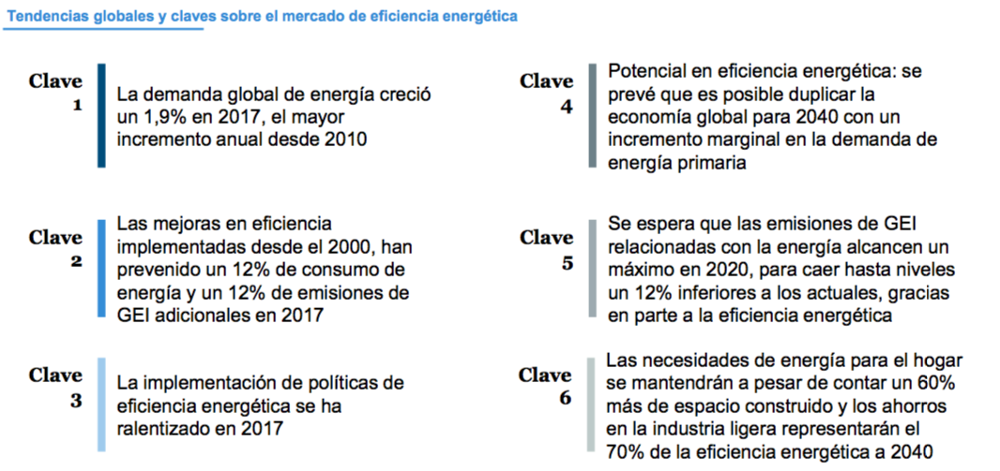 Tendencias globales y claves sobre el mercado de eficiencia energética
Clave
1
La demanda global de energía creció
un 1,9% en 2017, el mayor
incremento anual desde 2010
Clave
2
Las mejoras en eficiencia
implementadas desde el 2000, han
prevenido un 12% de consumo de
energía y un 12% de emisiones de
GEI adicionales en 2017
Clave
3
La implementación de políticas de
eficiencia energética se ha
ralentizado en 2017
Clave
4
Potencial en eficiencia energética: se
prevé que es posible duplicar la
economía global para 2040 con un
incremento marginal en la demanda de
energía primaria
Clave
5
Se espera que las emisiones de GEI
relacionadas con la energía alcancen un
máximo en 2020, para caer hasta niveles
un 12% inferiores a los actuales, gracias
en parte a la eficiencia energética
Clave
6
Las necesidades de energía para el hogar
se mantendrán a pesar de contar un 60%
más de espacio construido y los ahorros
en la industria ligera representarán el
70% de la eficiencia energética a 2040